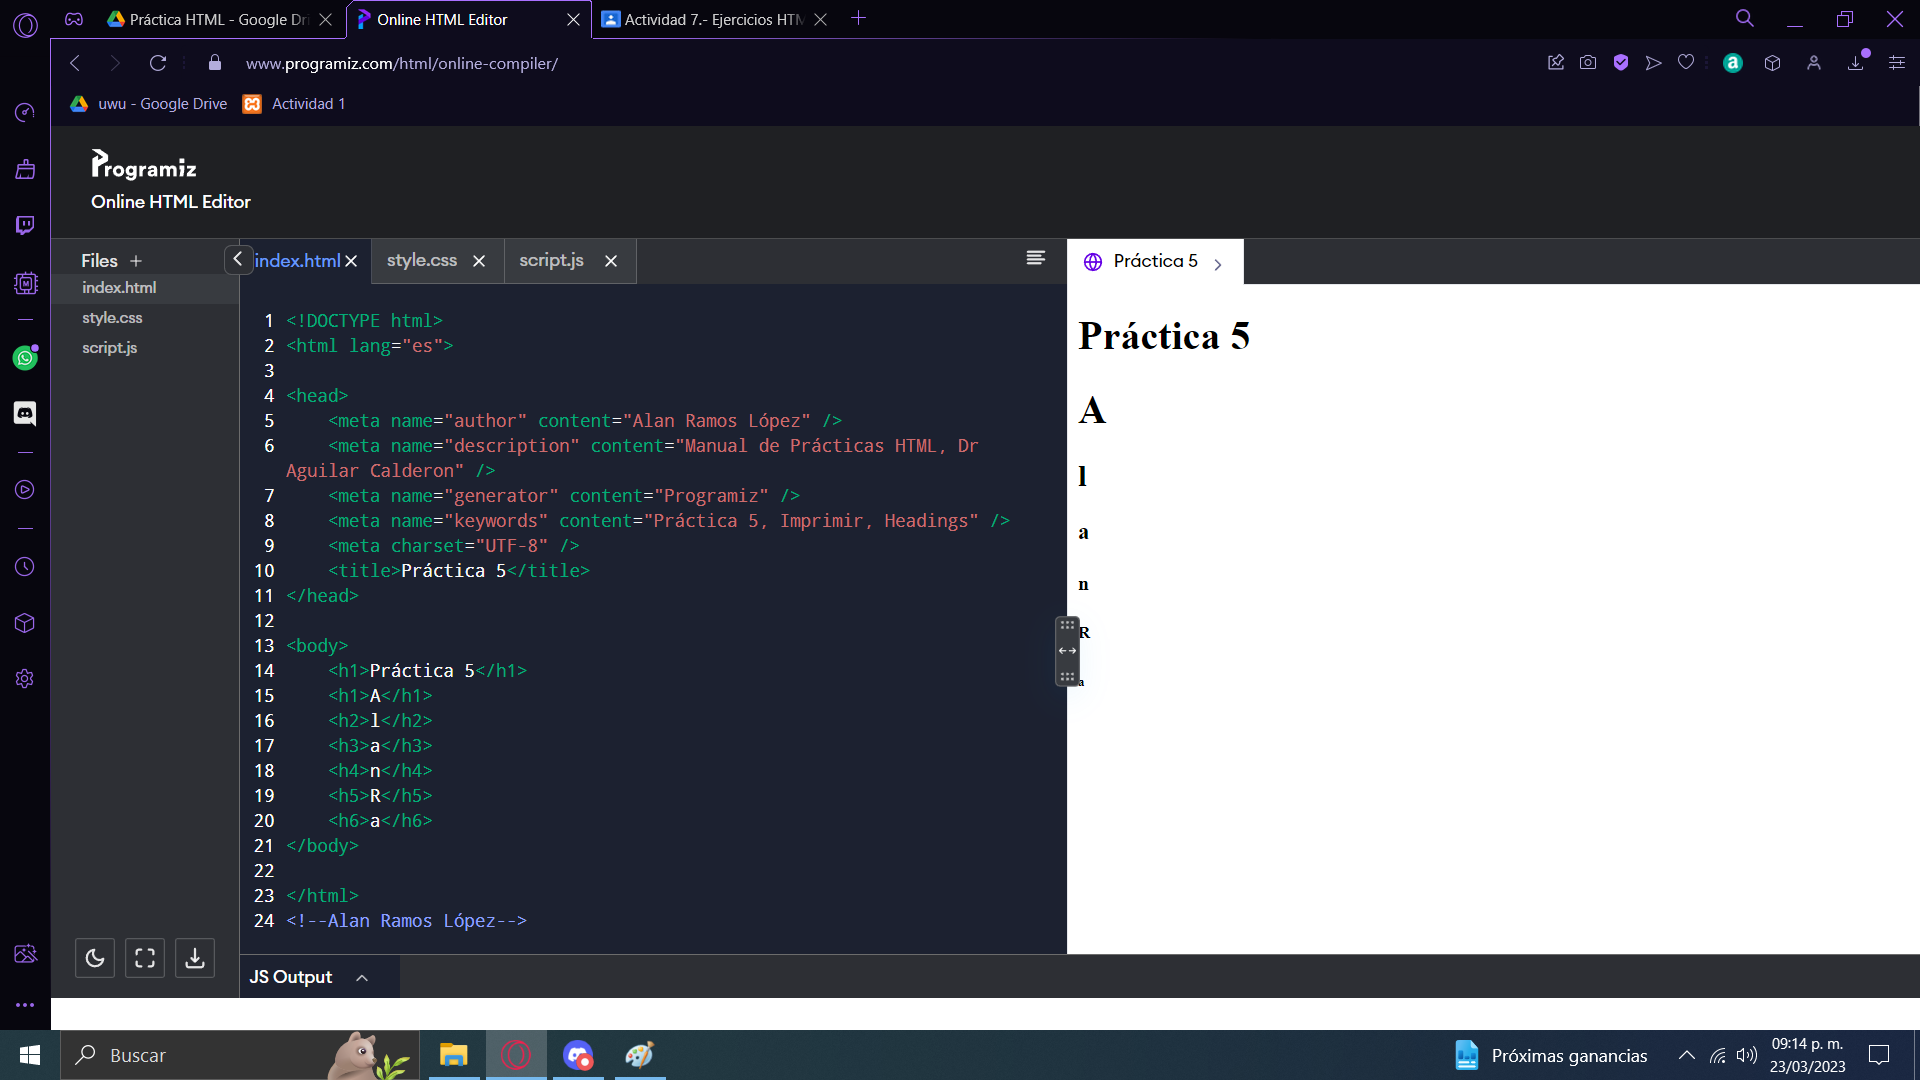 Práctica HTML - Google Dri
Online HTML Editor
Actividad 7.- Ejercicios HTM
www.programiz.com/html/online-compiler/
uwu - Google Drive
Actividad 1
Programiz
Online HTML Editor
Files +
index.html
style.css
script.js
index.html
style.css
script.js
1 <!DOCTYPE html>
2 <html lang="es">
3
4 <head>
5 <meta name="author" content="Alan Ramos López" />
6 <meta name="description" content="Manual de Prácticas HTML, Dr
Aguilar Calderon" />
7 <meta name="generator" content="Programiz" />
8 <meta name="keywords" content="Práctica 5, Imprimir, Headings" />
9 <meta charset="UTF-8" />
10 <title>Práctica 5</title>
11 </head>
12
13 <body>
14 <h1>Práctica 5</h1>
15 <h1>A</h1>
16 <h2>l</h2>
17 <h3>a</h3>
18 <h4>n</h4>
19 <h5>R</h5>
20 <h6>a</h6>
21 </body>
22
23 </html>
24 <!--Alan Ramos López-->
JS Output
Práctica 5
Práctica 5
A
l
a
n
R
a
Buscar
Próximas ganancias
09:14 p. m.
23/03/2023